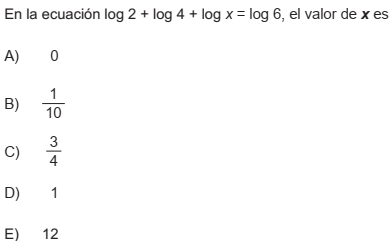 En la ecuación log 2 + log 4 + log x = log 6, el valor de x es
A) 0
B) 1/10
C) 3/4
D) 1
E) 12